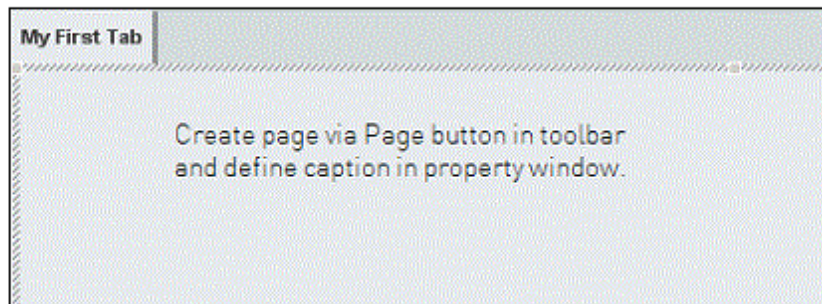 My First Tab
Create page via Page button in toolbar
and define caption in property window.